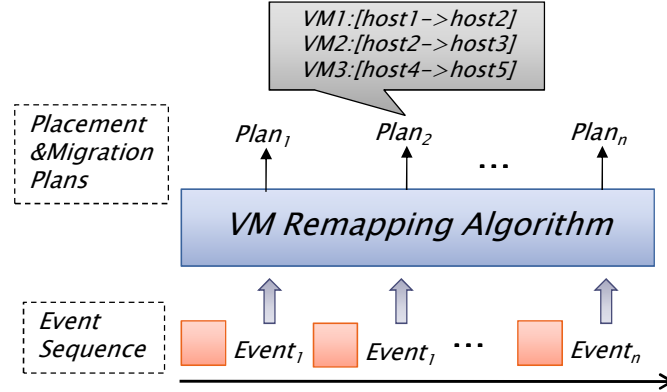 VM1:[host1->host2]
VM2:[host2->host3]
VM3:[host4->host5]
Placement
&Migration
Plans
Plan1
Plan2
...
Plann
VM Remapping Algorithm
Event
Sequence
Event1
Event1
...
Eventn